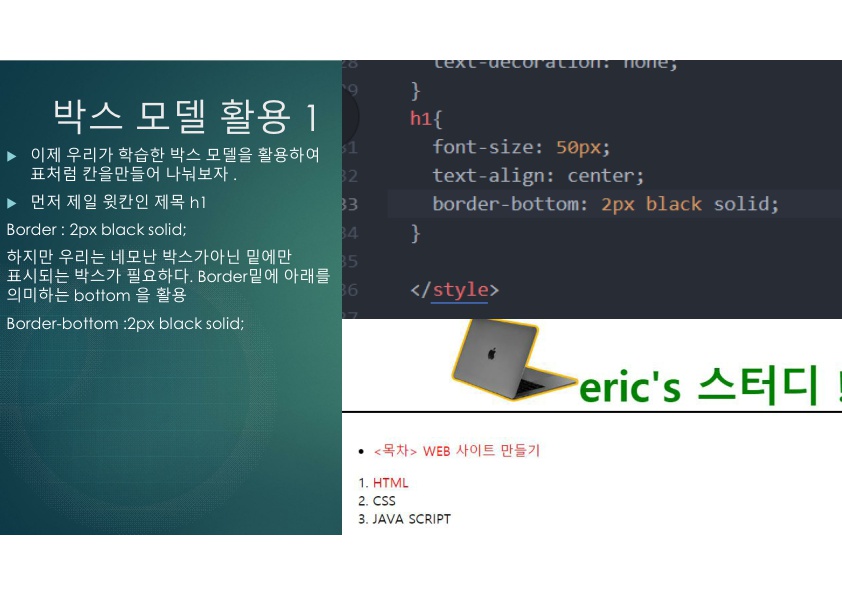 박스 모델 활용 1
이제 우리가 학습한 박스 모델을 활용하여
표처럼 칸을만들어 나눠보자 .
먼저 제일 윗칸인 제목 h1
Border : 2px black solid;
하지만 우리는 네모난 박스가아닌 밑에만
표시되는 박스가 필요하다. Border밑에 아래를
의미하는 bottom 을 활용
Border-bottom :2px black solid;
28 text-decoration: none;
29 }
h1{
31 font-size: 50px;
32 text-align: center;
33 border-bottom: 2px black solid;
34 }
35
36 </style>
37
eric's 스터디 !
• <목차> WEB 사이트 만들기
1. HTML
2. CSS
3. JAVA SCRIPT